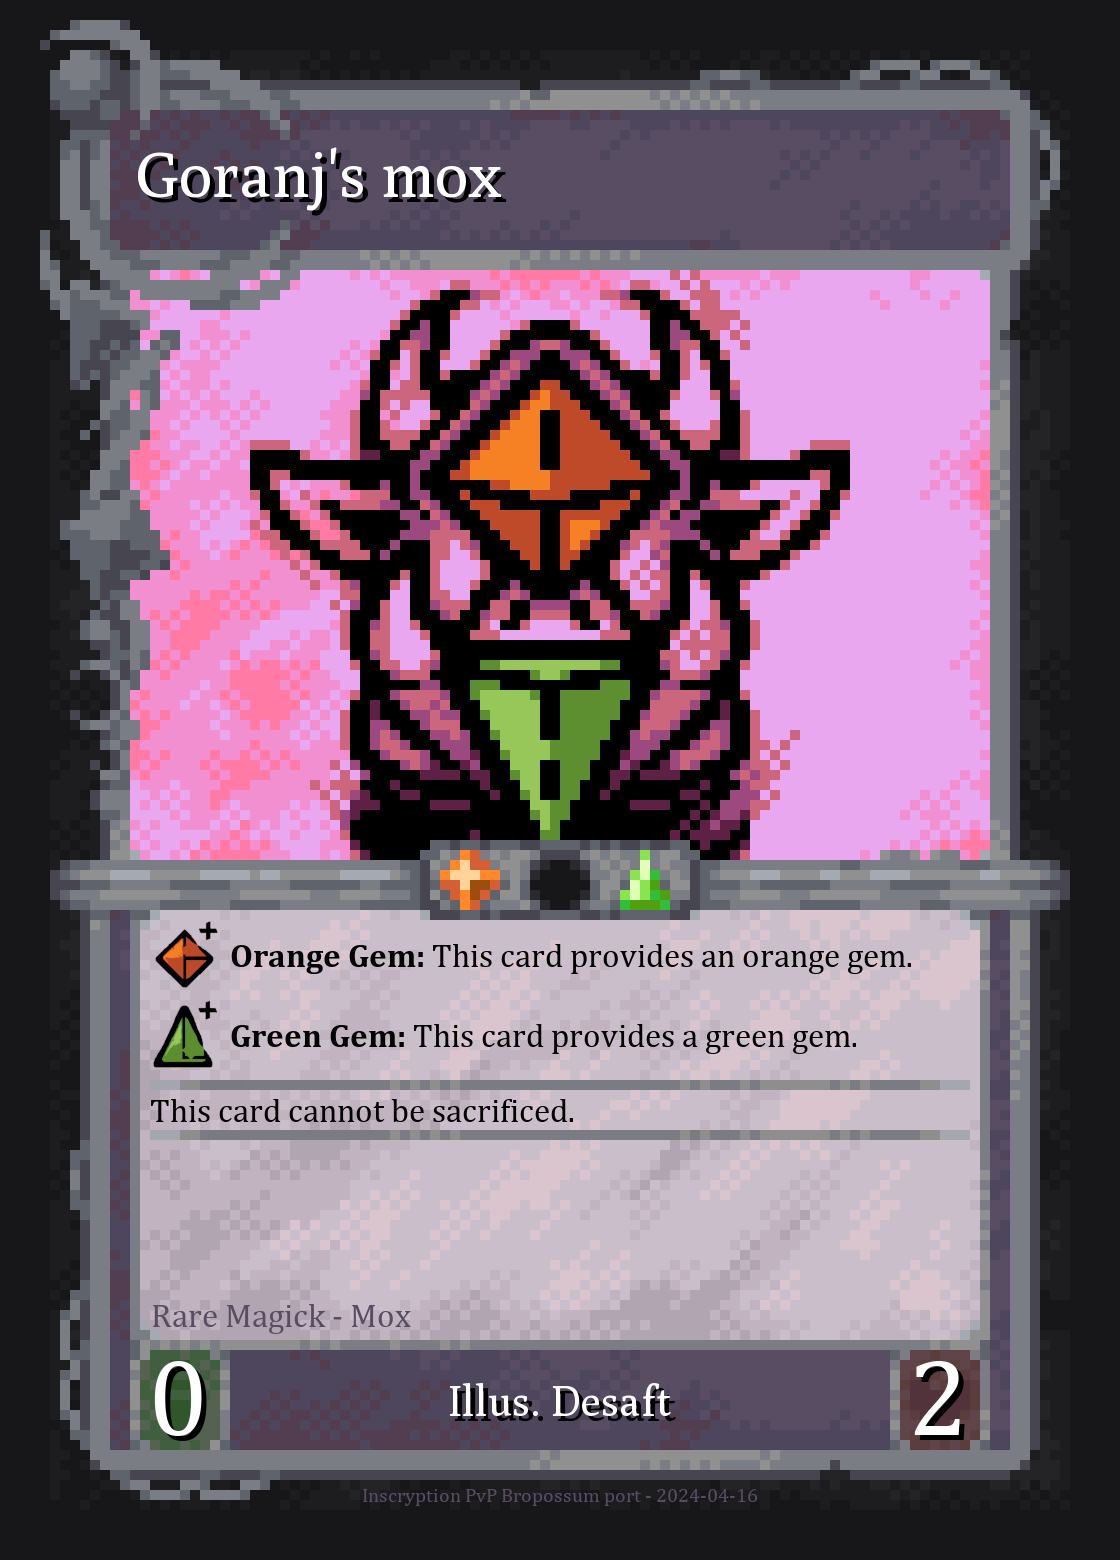 Goranj's mox
Orange Gem: This card provides an orange gem.
Green Gem: This card provides a green gem.
This card cannot be sacrificed.
Rare Magick - Mox
0
Illus. Desaft
2
Inscryption PvP Bropossum port - 2024-04-16